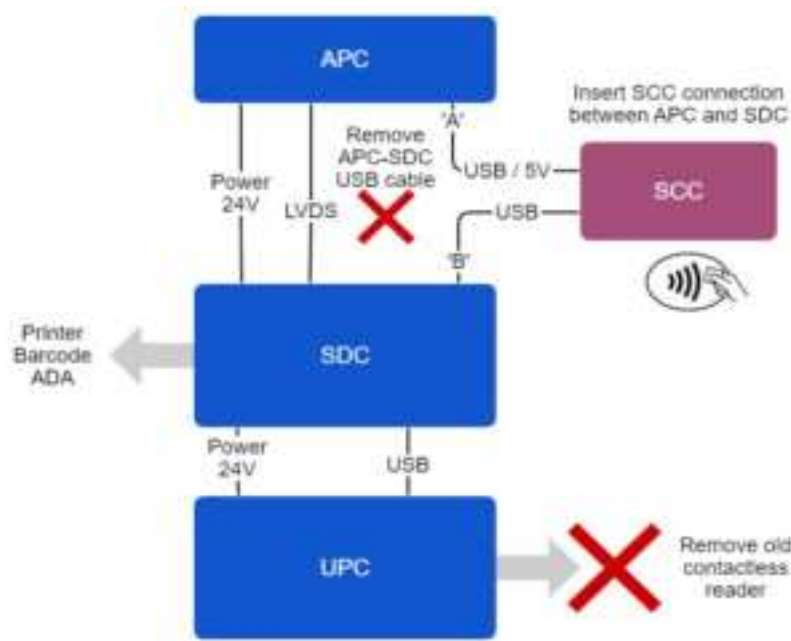 APC
Insert SCC connection
between APC and SDC
'A'
Remove
APC-SDC
USB cable
Power
24V
LVDS
USB / 5V
SCC
USB
'B'
Printer
Barcode
ADA
SDC
Power
24V
USB
UPC
Remove old
contactless
reader